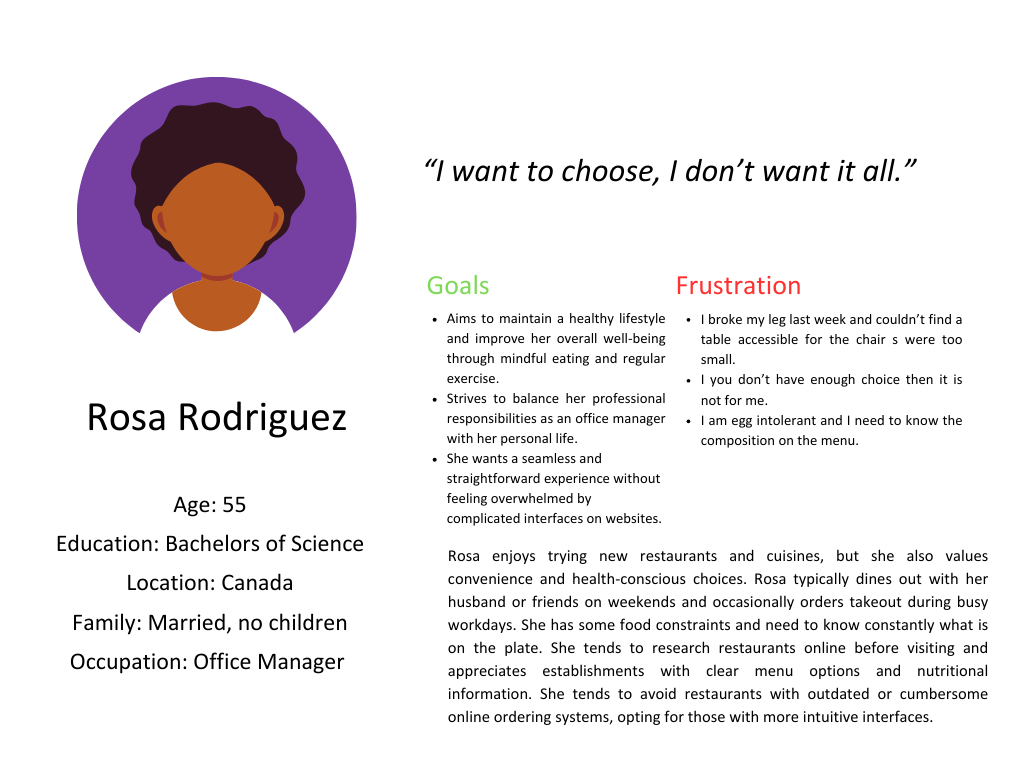 “I want to choose, I don’t want it all.”
Rosa Rodriguez
Age: 55
Education: Bachelors of Science
Location: Canada
Family: Married, no children
Occupation: Office Manager
Goals
• Aims to maintain a healthy lifestyle
and improve her overall well-being
through mindful eating and regular
exercise.
• Strives to balance her professional
responsibilities as an office manager
with her personal life.
• She wants a seamless and
straightforward experience without
feeling overwhelmed by
complicated interfaces on websites.
Frustration
• I broke my leg last week and couldn’t find a
table accessible for the chair s were too
small.
• I you don’t have enough choice then it is
not for me.
• I am egg intolerant and I need to know the
composition on the menu.
Rosa enjoys trying new restaurants and cuisines, but she also values
convenience and health-conscious choices. Rosa typically dines out with her
husband or friends on weekends and occasionally orders takeout during busy
workdays. She has some food constraints and need to know constantly what is
on the plate. She tends to research restaurants online before visiting and
appreciates establishments with clear menu options and nutritional
information. She tends to avoid restaurants with outdated or cumbersome
online ordering systems, opting for those with more intuitive interfaces.